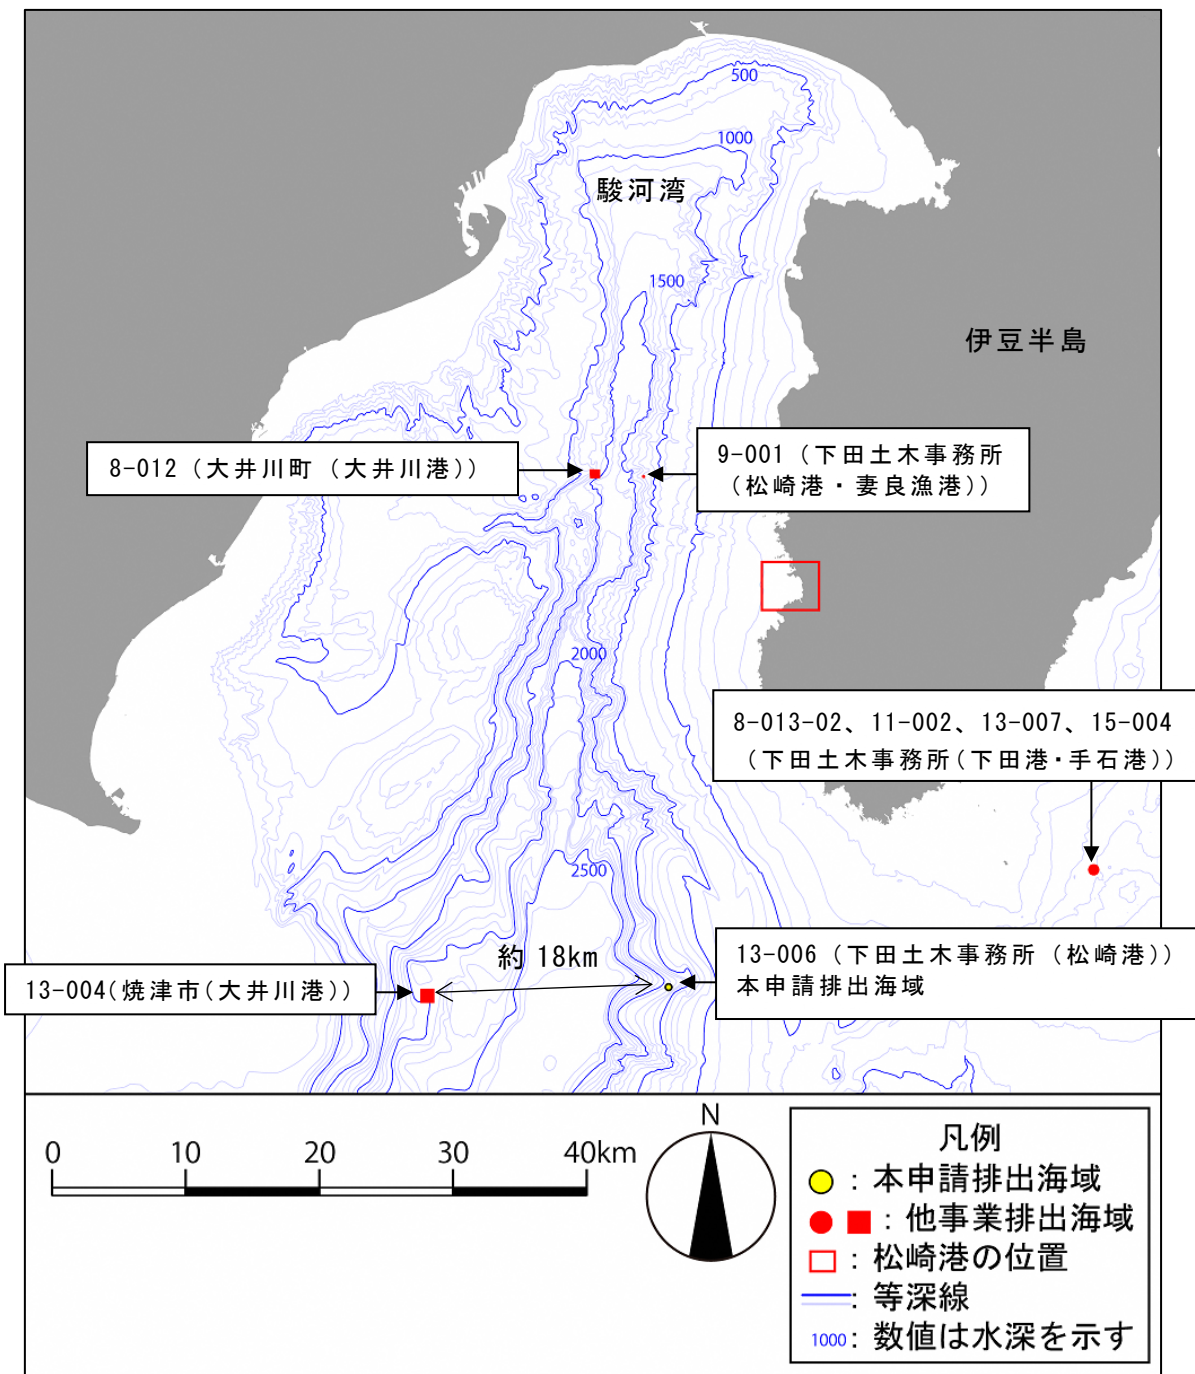 500
1000
駿河湾
1500
伊豆半島
8-012（大井川町（大井川港））
9-001（下田土木事務所
（松崎港・妻良漁港））
2000
8-013-02、11-002、13-007、15-004
（下田土木事務所（下田港・手石港））
2500
約 18km
13-006（下田土木事務所（松崎港））
本申請排出海域
13-004(焼津市(大井川港))
0
10
20
30
40km
N
凡例
：本申請排出海域
：他事業排出海域
：松崎港の位置
：等深線
1000：数値は水深を示す